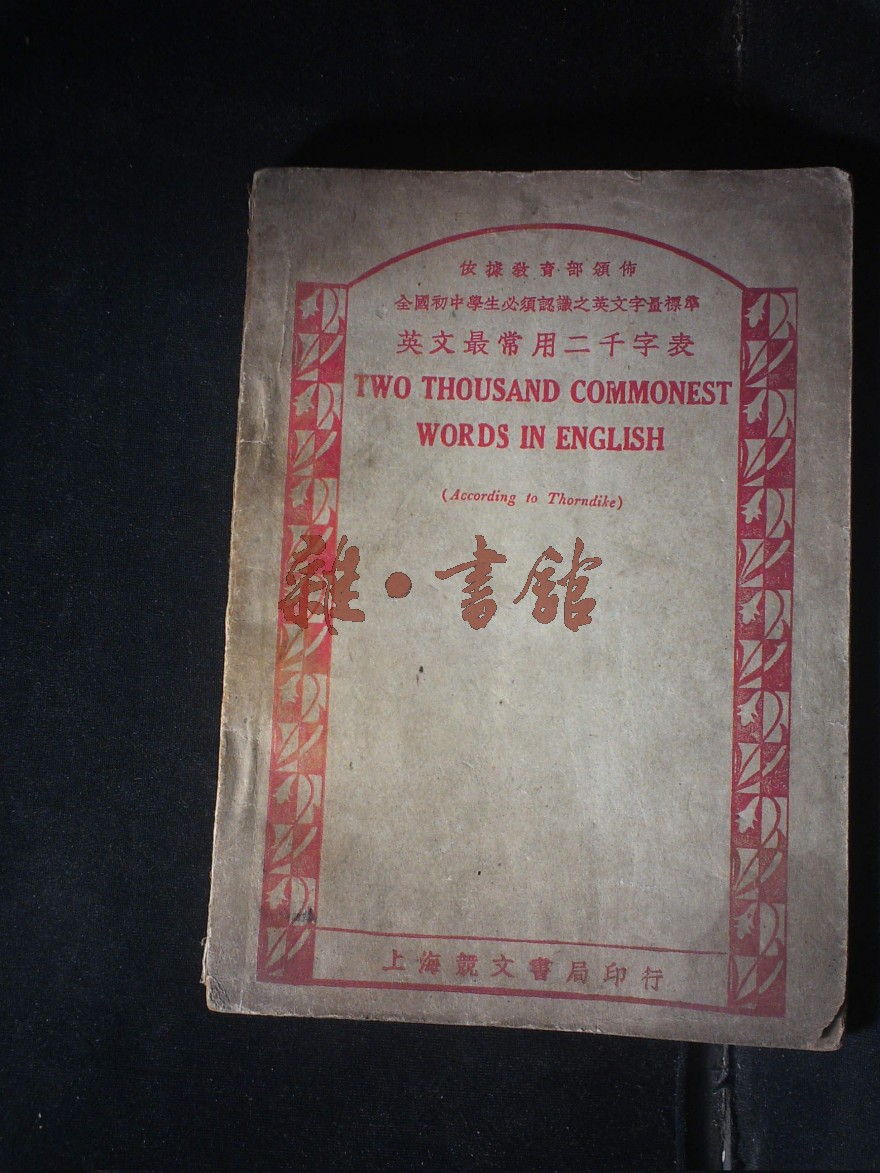 依據教育部頒佈
全國初中學生必須認識之英文字量標準
英文最常用二千字表
TWO THOUSAND COMMONEST
WORDS IN ENGLISH
(According to Thorndike)
雜·書館
上海競文書局印行